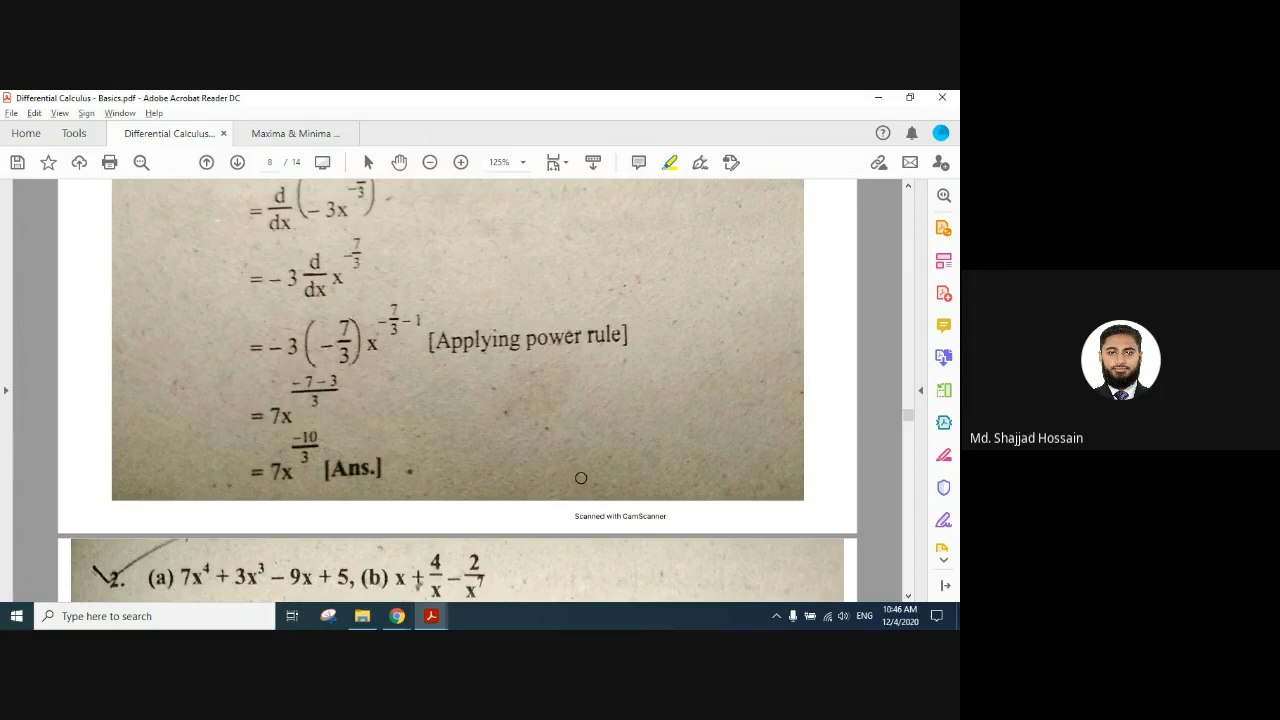 Differential Calculus - Basics.pdf - Adobe Acrobat Reader DC
File Edit View Sign Window Help
Home Tools Differential Calculus... × Maxima & Minima ...
8 / 14 125%
= d/dx (– 3x^(–7/3))
= – 3 d/dx x^(–7/3)
= – 3 (–7/3) x^(–7/3 – 1) [Applying power rule]
= 7x^((– 7 – 3)/3)
= 7x^(–10/3) [Ans.]
Scanned with CamScanner
2. (a) 7x⁴ + 3x³ – 9x + 5, (b) x + 4/x – 2/x⁷
Md. Shajjad Hossain
Type here to search
ENG
10:46 AM
12/4/2020